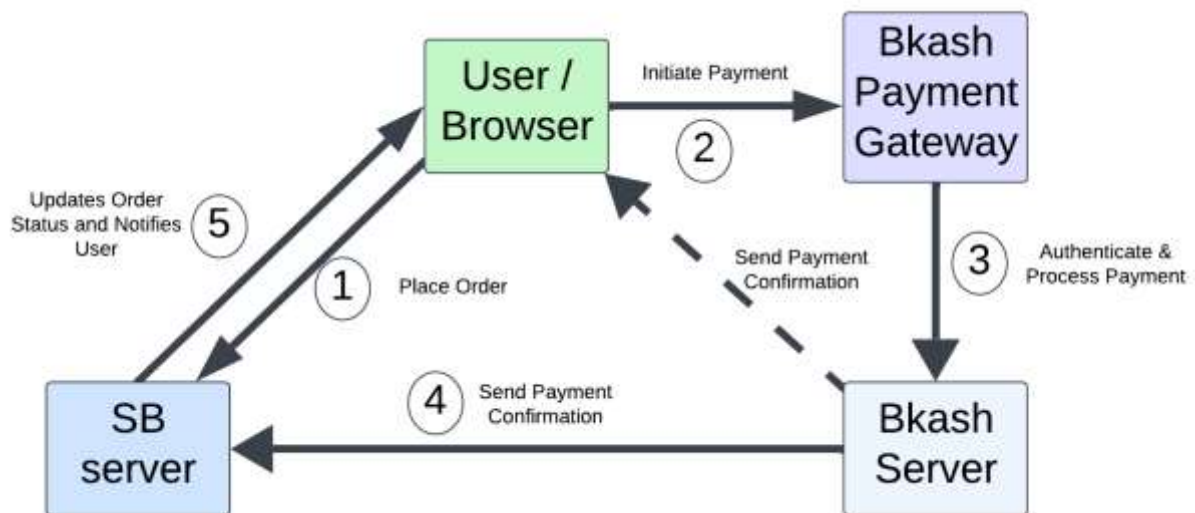 User /
Browser
Initiate Payment
2
Bkash
Payment
Gateway
Updates Order
Status and Notifies
User
5
1
Place Order
Send Payment
Confirmation
3
Authenticate &
Process Payment
SB
server
4
Send Payment
Confirmation
Bkash
Server